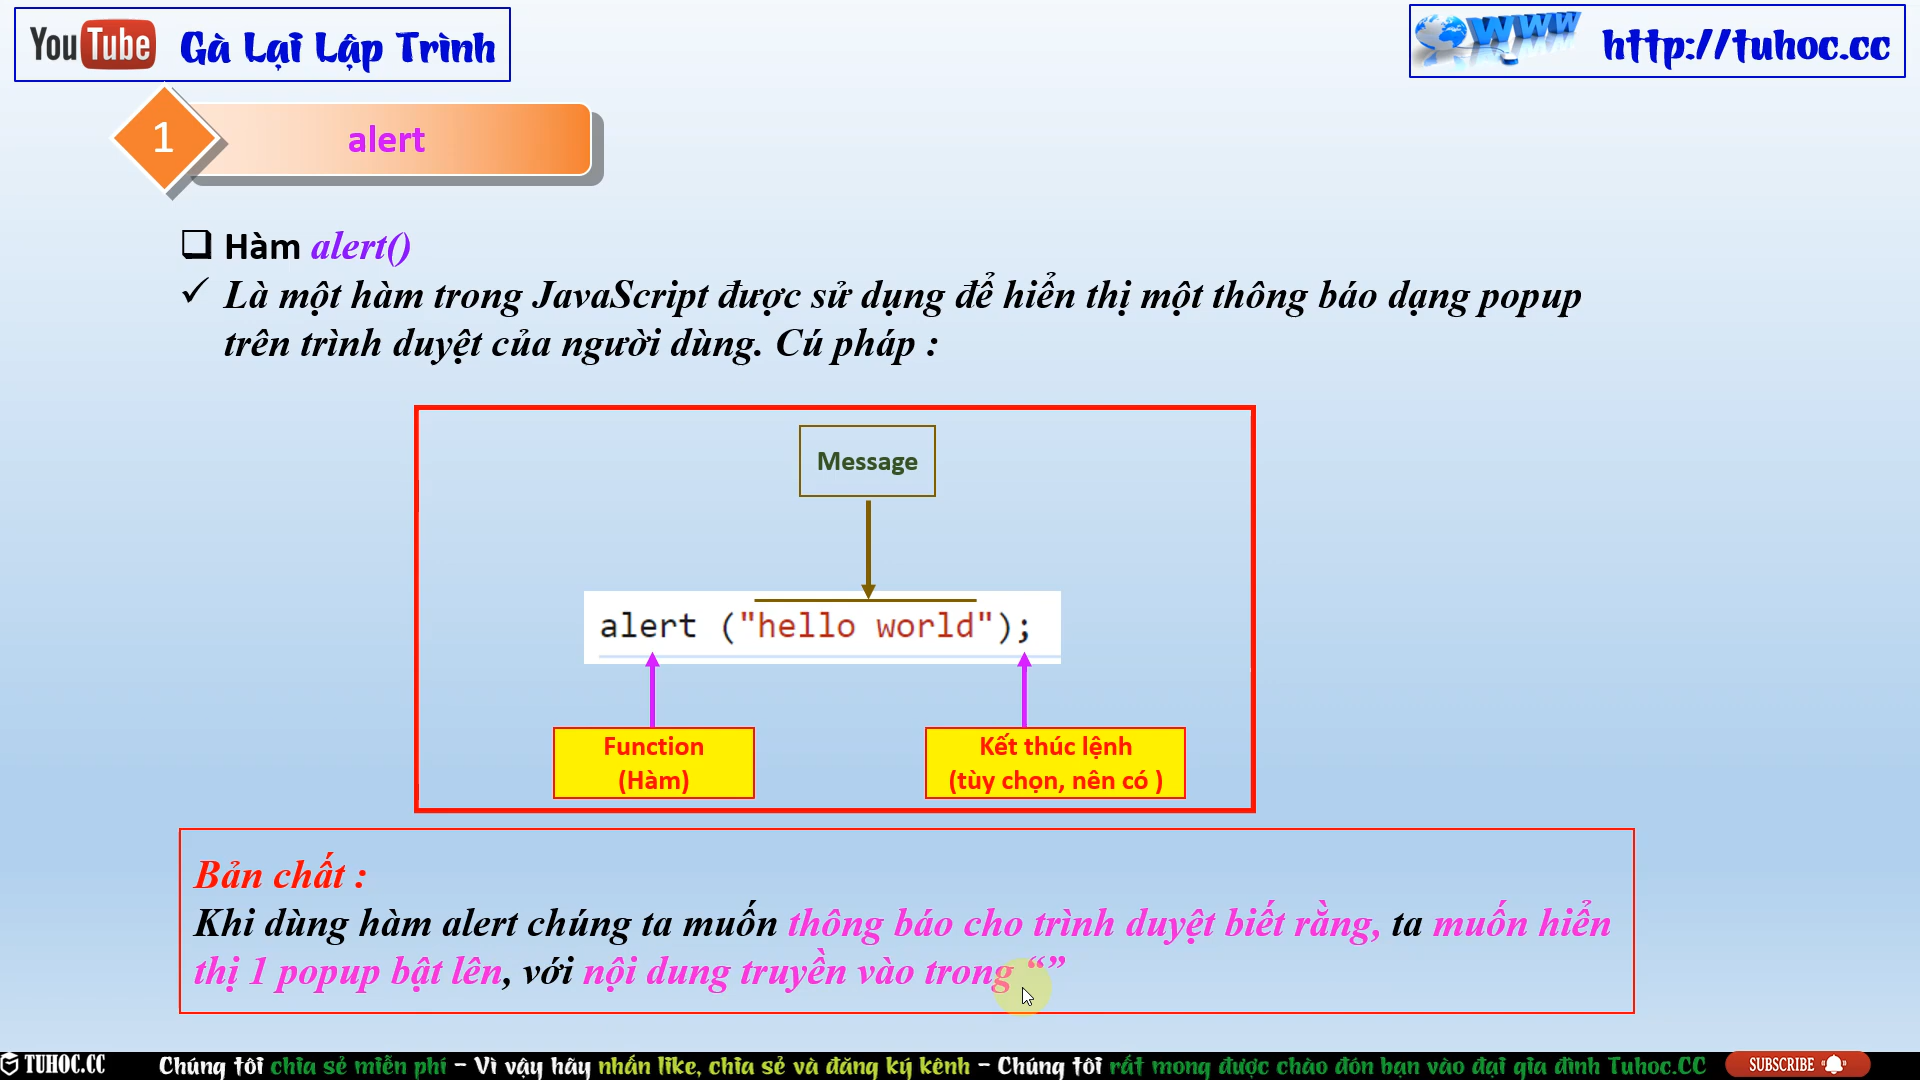 YouTube Gà Lại Lập Trình
WWW http://tuhoc.cc
1 alert
Hàm alert()
Là một hàm trong JavaScript được sử dụng để hiển thị một thông báo dạng popup
trên trình duyệt của người dùng. Cú pháp :
Message
alert ("hello world");
Function
(Hàm)
Kết thúc lệnh
(tùy chọn, nên có )
Bản chất :
Khi dùng hàm alert chúng ta muốn thông báo cho trình duyệt biết rằng, ta muốn hiển
thị 1 popup bật lên, với nội dung truyền vào trong “”
TUHOC.CC Chúng tôi chia sẻ miễn phí – Vì vậy hãy nhấn like, chia sẻ và đăng ký kênh – Chúng tôi rất mong được chào đón bạn vào đại gia đình Tuhoc.CC SUBSCRIBE